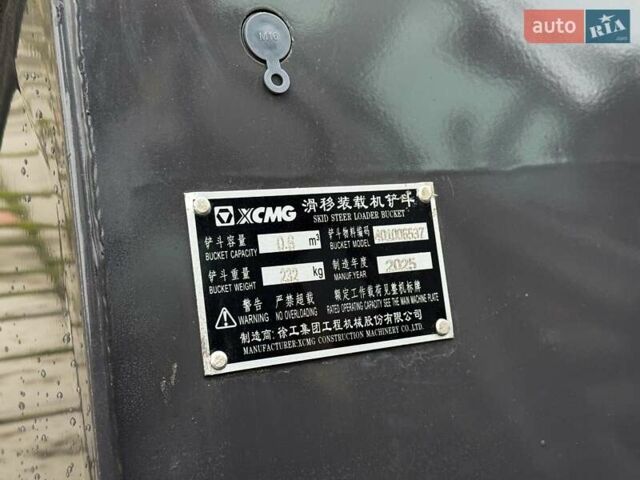 M16
auto RIA.com
XCMG 滑移装载机铲斗
SKID STEER LOADER BUCKET
铲斗容量 0.6 m³ 铲斗物料编码 801006537
BUCKET CAPACITY BUCKET MODEL
铲斗重量 232 kg 制造年度 2025
BUCKET WEIGHT MANUF.YEAR
警告 严禁超载 额定工作载荷见整机标牌
WARNING NO OVERLOADING RATED OPERATING CAPACITY SEE THE MAIN MACHINE PLATE
制造商: 徐工集团工程机械股份有限公司
MANUFACTURER:XCMG CONSTRUCTION MACHINERY CO.,LTD.